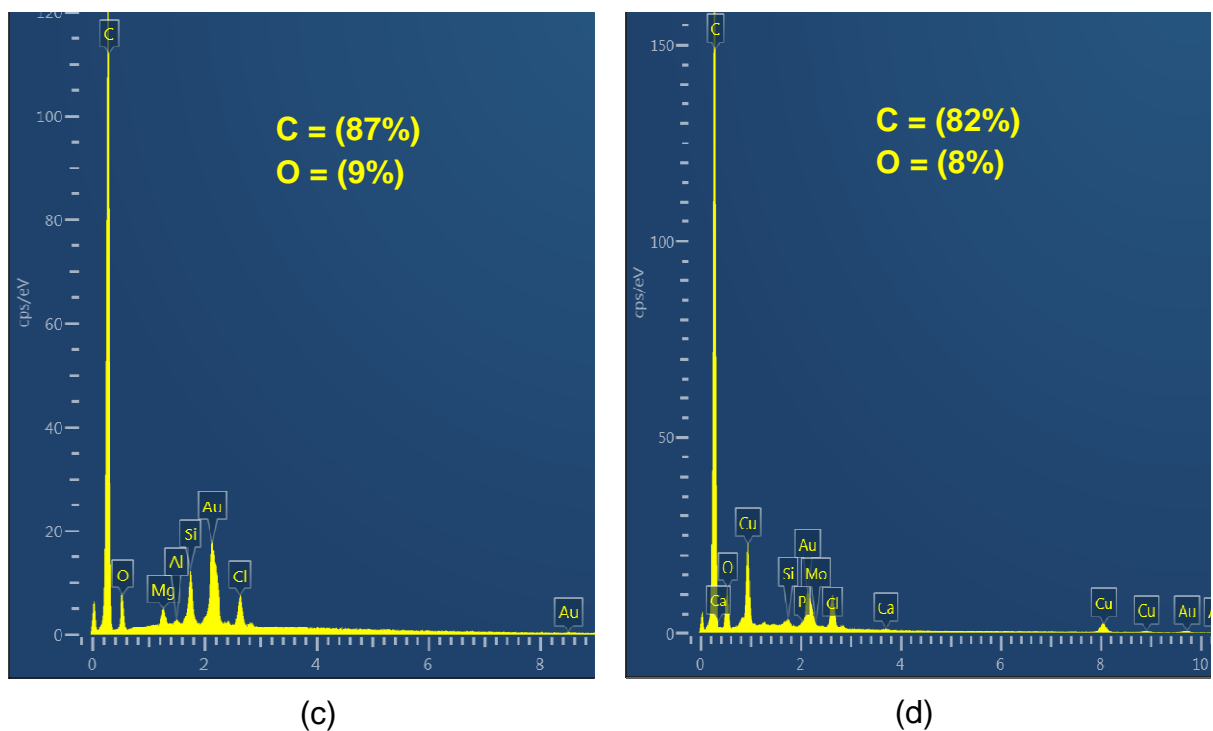 120
C
100
C = (87%)
O = (9%)
80
cps/eV
60
40
Au
20
Si
Al
O
Mg
Cl
Au
0
0
2
4
6
8
(c)
150
C
C = (82%)
O = (8%)
100
cps/eV
50
Cu
Au
O
Si
Mo
Ca
P
Cl
Ca
Cu
Cu
Au
0
0
2
4
6
8
10
(d)